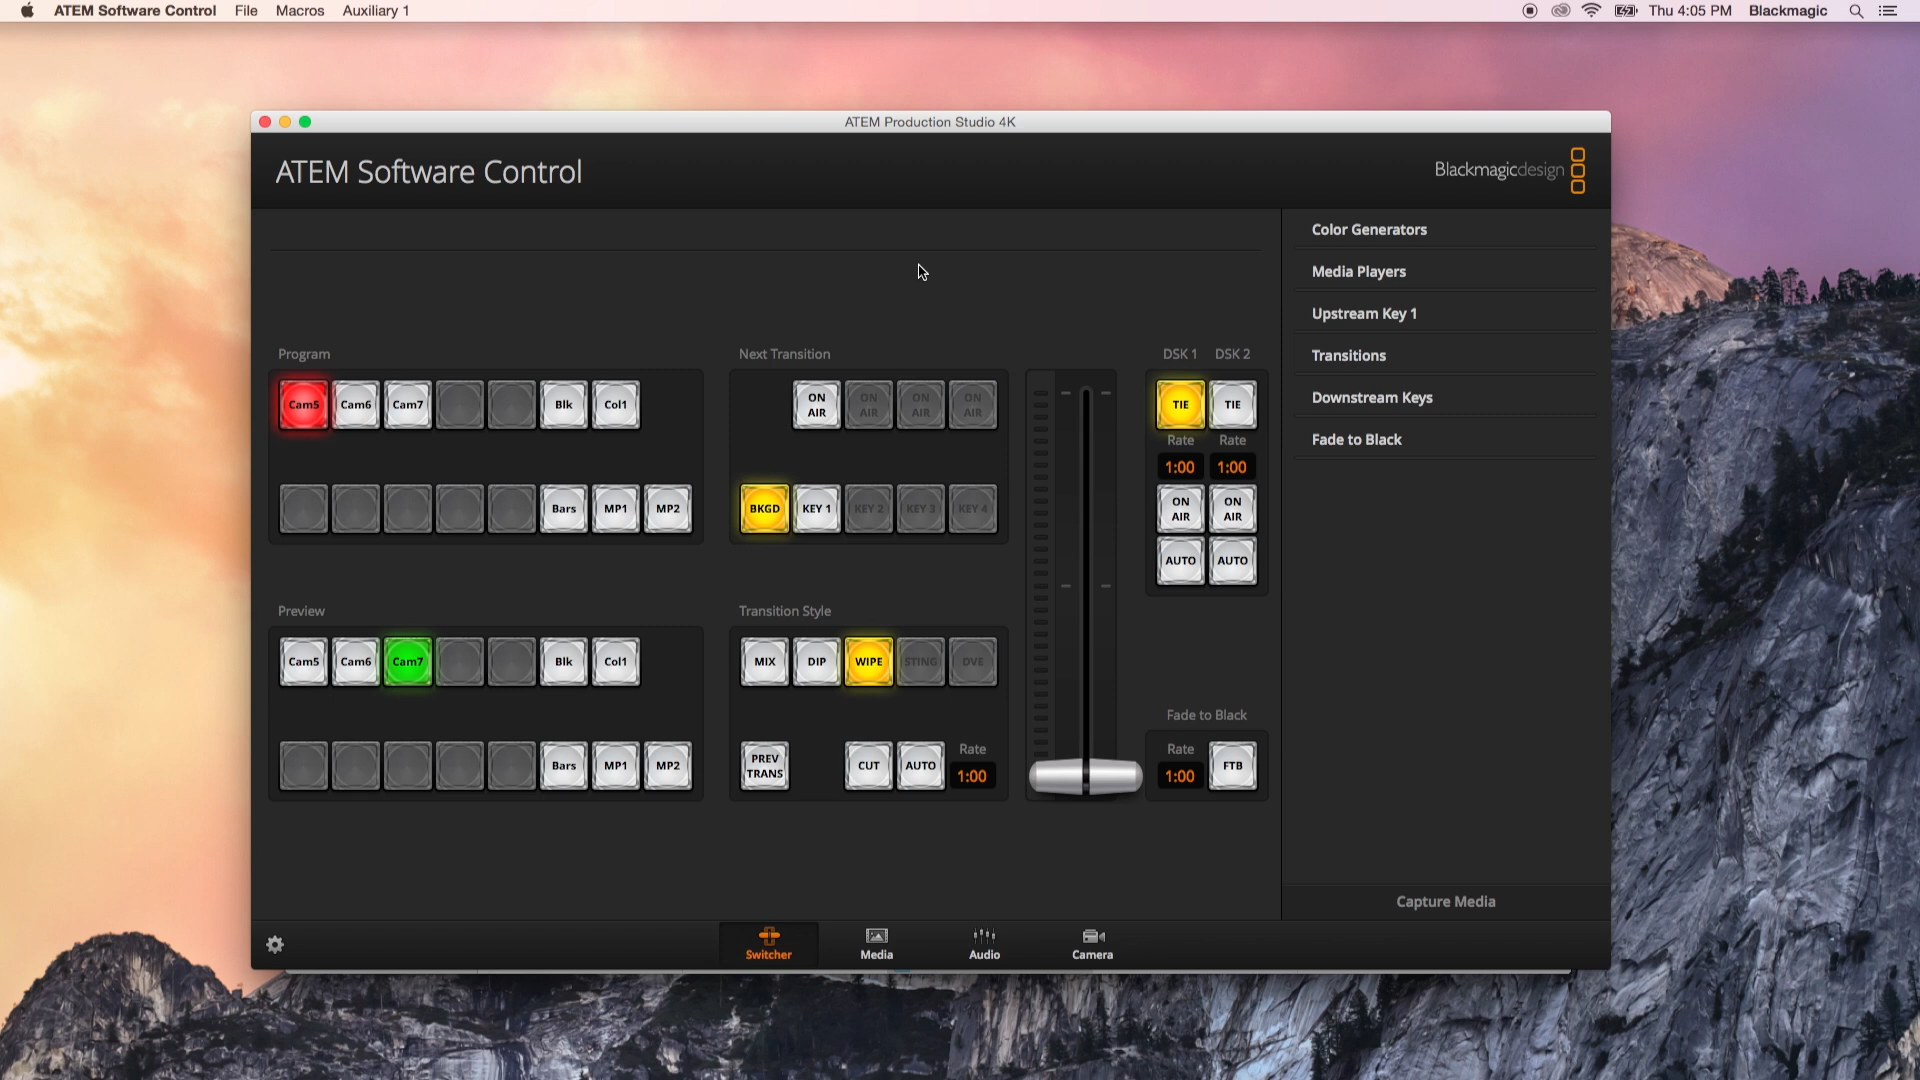 ATEM Software Control File Macros Auxiliary 1 Thu 4:05 PM Blackmagic
ATEM Production Studio 4K
ATEM Software Control
Blackmagicdesign
Color Generators
Media Players
Upstream Key 1
Transitions
Downstream Keys
Fade to Black
Capture Media
Program
Cam5 Cam6 Cam7 Blk Col1
Bars MP1 MP2
Next Transition
ON AIR ON AIR ON AIR ON AIR
BKGD KEY 1 KEY 2 KEY 3 KEY 4
DSK 1 DSK 2
TIE TIE
Rate Rate
1:00 1:00
ON AIR ON AIR
AUTO AUTO
Preview
Cam5 Cam6 Cam7 Blk Col1
Bars MP1 MP2
Transition Style
MIX DIP WIPE STING DVE
PREV TRANS CUT AUTO Rate 1:00
Fade to Black
Rate
1:00 FTB
Switcher Media Audio Camera